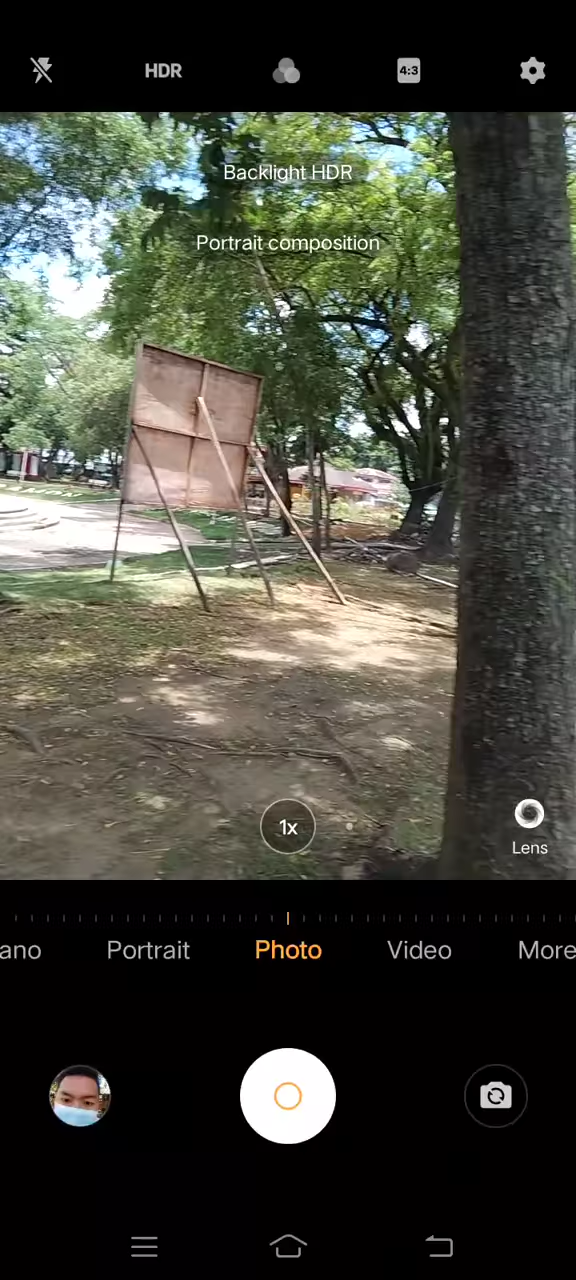 HDR
4:3
Backlight HDR
Portrait composition
1x
Lens
ano
Portrait
Photo
Video
More